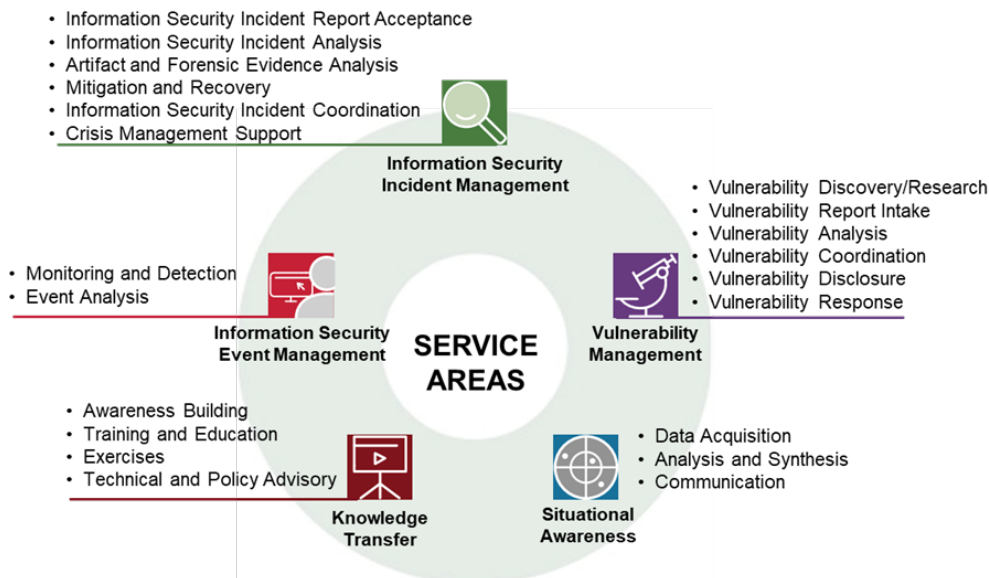 • Information Security Incident Report Acceptance
• Information Security Incident Analysis
• Artifact and Forensic Evidence Analysis
• Mitigation and Recovery
• Information Security Incident Coordination
• Crisis Management Support
Information Security
Incident Management
• Vulnerability Discovery/Research
• Vulnerability Report Intake
• Vulnerability Analysis
• Vulnerability Coordination
• Vulnerability Disclosure
• Vulnerability Response
Vulnerability
Management
• Monitoring and Detection
• Event Analysis
Information Security
Event Management
SERVICE
AREAS
• Awareness Building
• Training and Education
• Exercises
• Technical and Policy Advisory
Knowledge
Transfer
• Data Acquisition
• Analysis and Synthesis
• Communication
Situational
Awareness